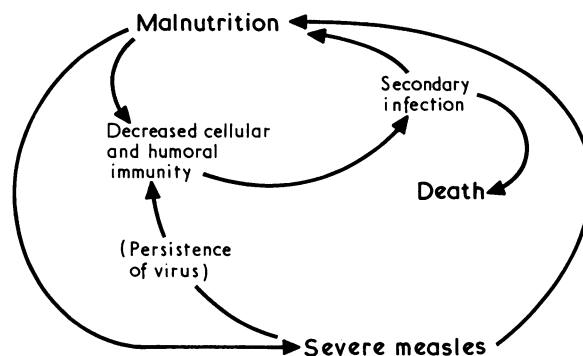 Malnutrition
Secondary
infection
Decreased cellular
and humoral
immunity
Death
(Persistence
of virus)
Severe measles